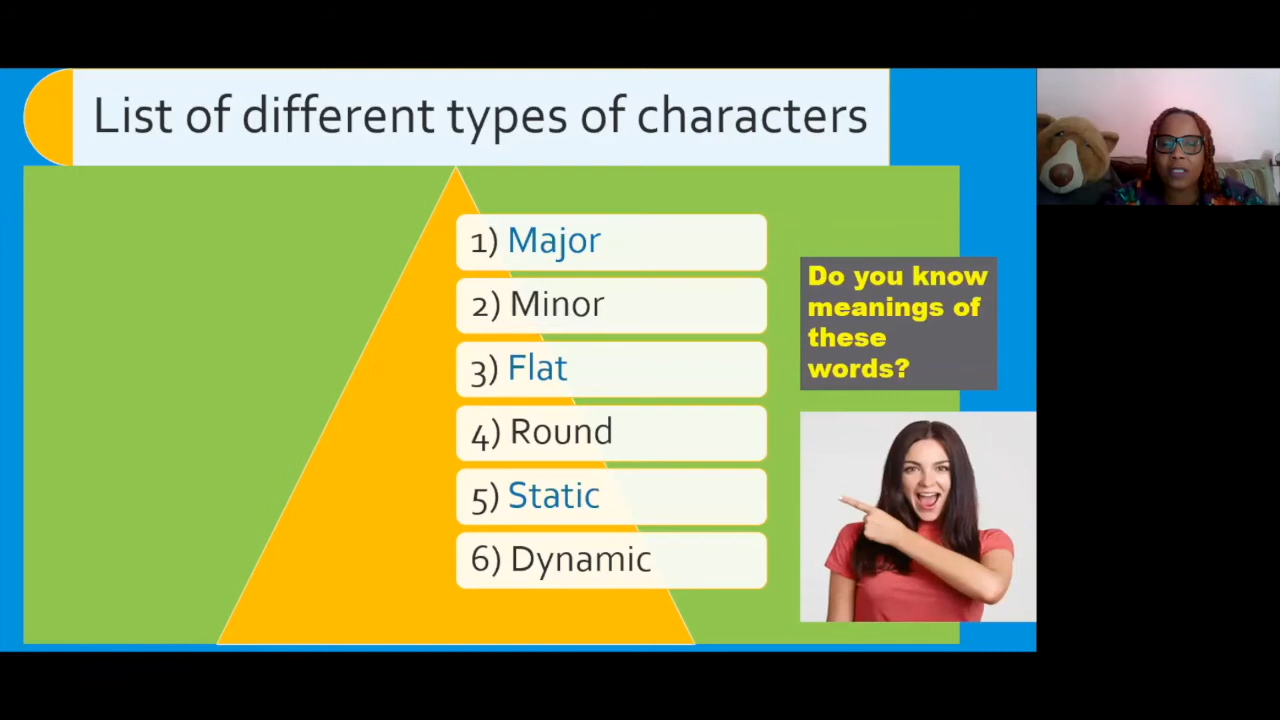 List of different types of characters
1) Major
2) Minor
3) Flat
4) Round
5) Static
6) Dynamic
Do you know
meanings of
these
words?